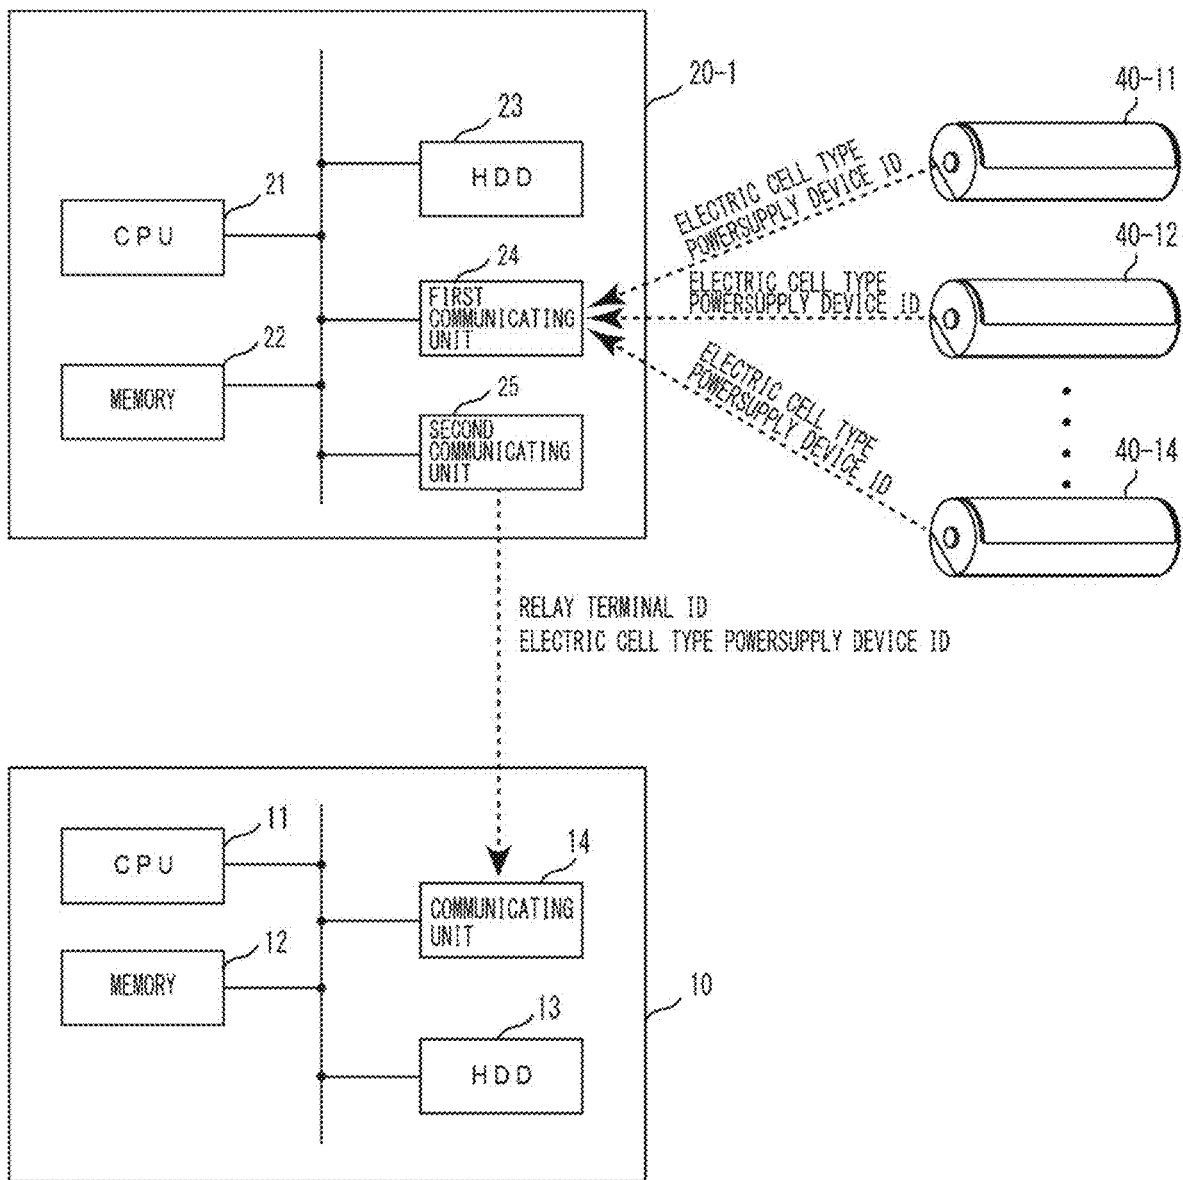 20-1
40-11
23
HDD
21
CPU
ELECTRIC CELL TYPE
POWERSUPPLY DEVICE ID
40-12
24
FIRST
COMMUNICATING
UNIT
ELECTRIC CELL TYPE
POWERSUPPLY DEVICE ID
22
MEMORY
25
SECOND
COMMUNICATING
UNIT
ELECTRIC CELL TYPE
POWERSUPPLY DEVICE ID
40-14
RELAY TERMINAL ID
ELECTRIC CELL TYPE POWERSUPPLY DEVICE ID
11
CPU
14
COMMUNICATING
UNIT
12
MEMORY
10
13
HDD